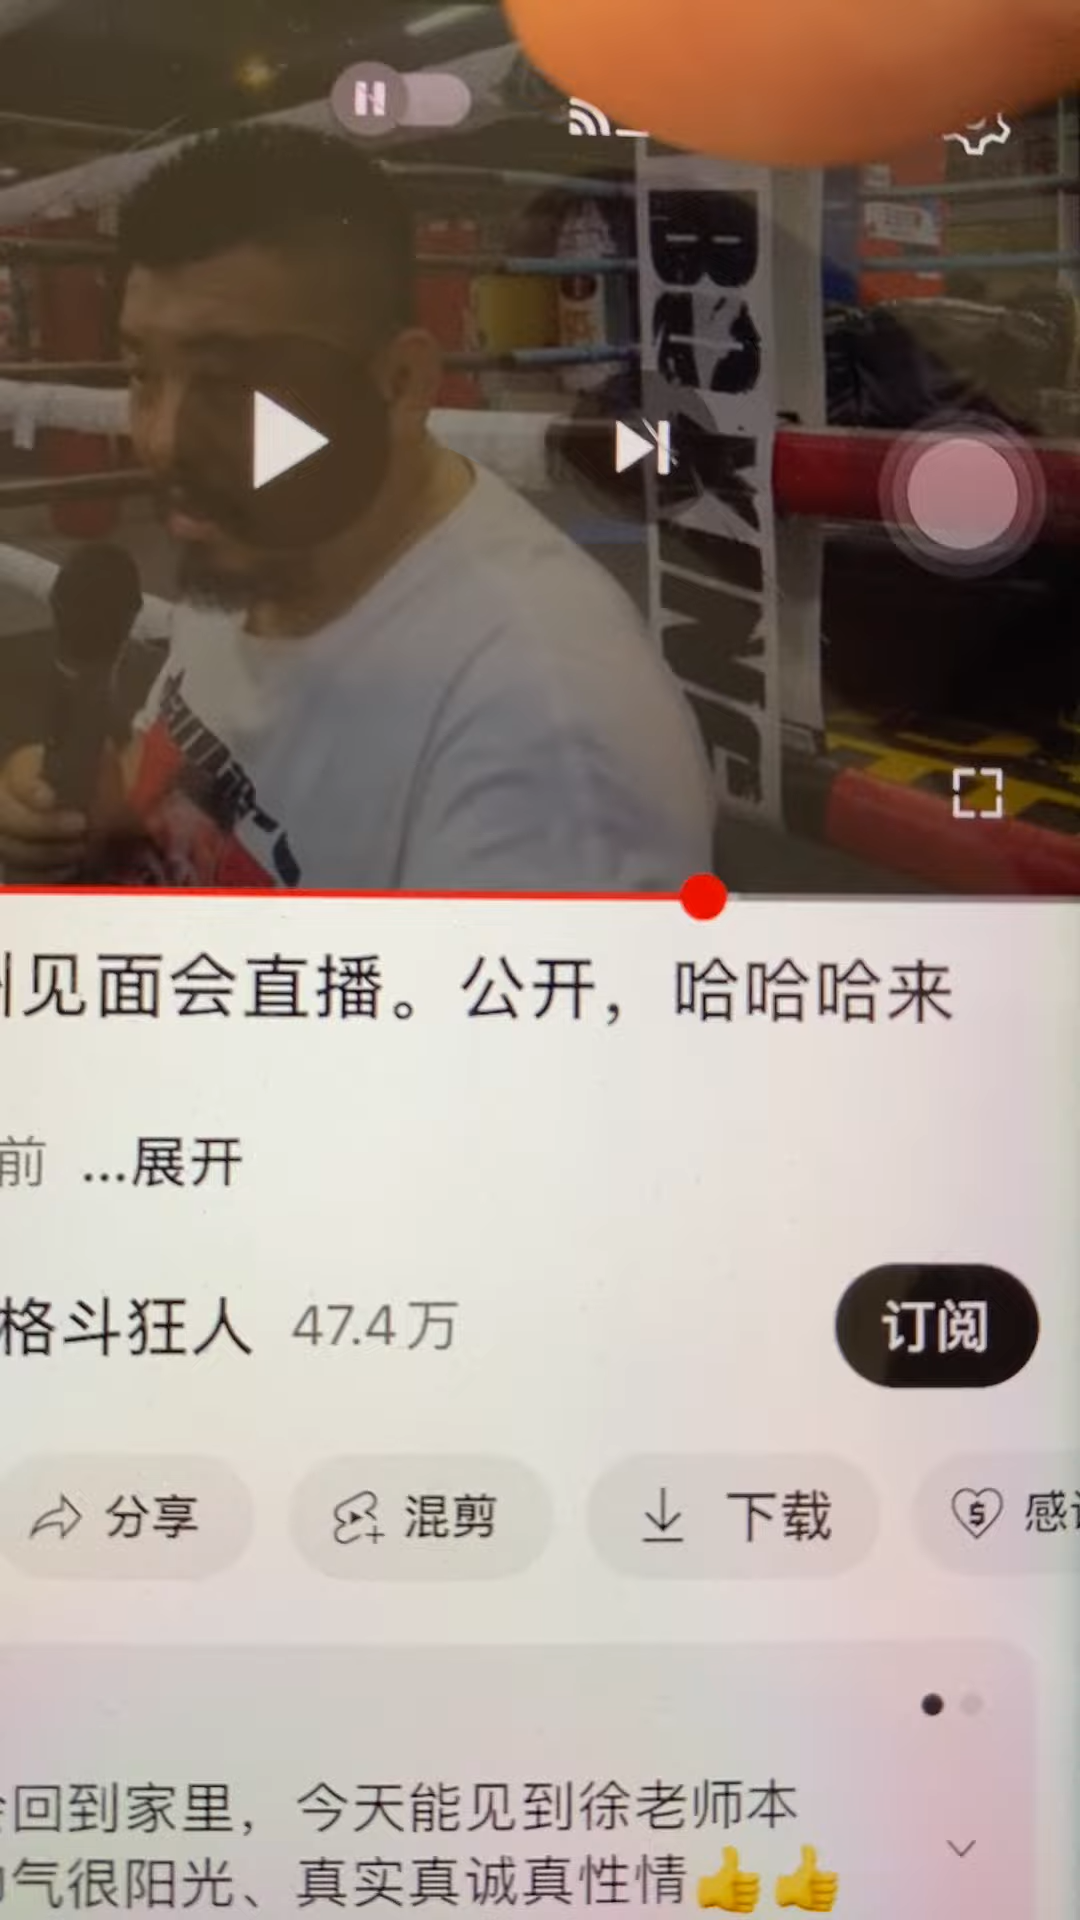 BOXING
见面会直播。公开，哈哈哈来
前 ...展开
格斗狂人 47.4万
订阅
分享
混剪
下载
感
回到家里，今天能见到徐老师本
气很阳光、真实真诚真性情👍👍